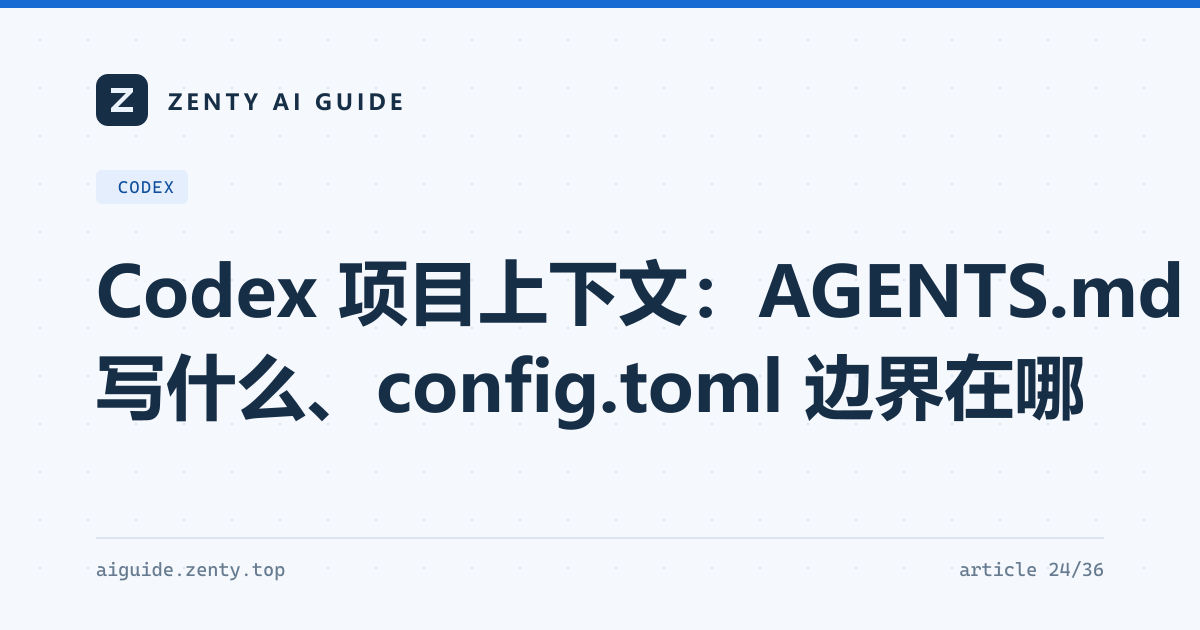 Z ZENTY AI GUIDE
CODEX
Codex 项目上下文：AGENTS.md
写什么、config.toml 边界在哪
aiguide.zenty.top
article 24/36